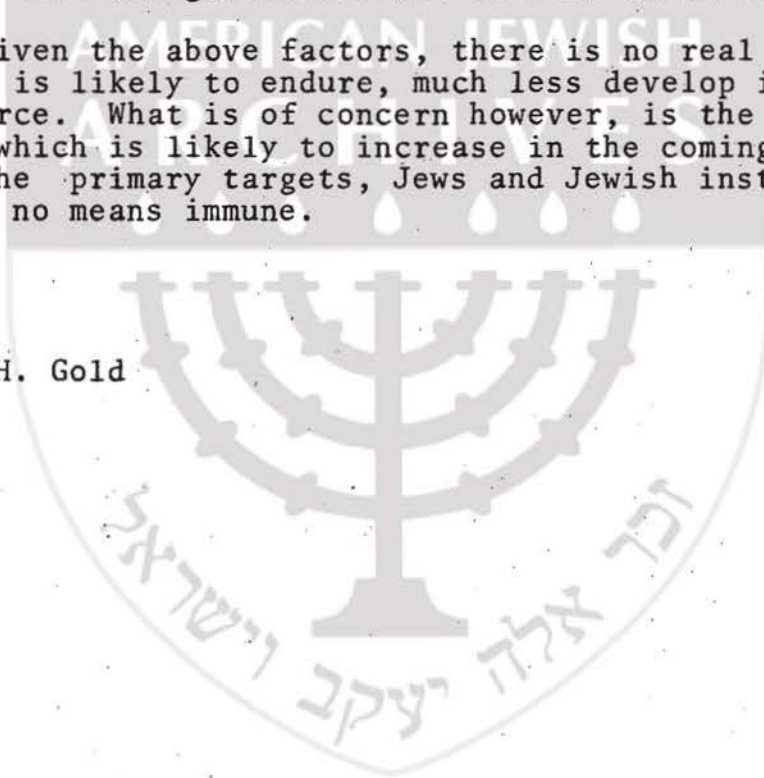 AMERICAN JEWISH
ARCHIVES
iven the above factors, there is no real
is likely to endure, much less develop i
rce. What is of concern however, is the
which is likely to increase in the coming
he primary targets, Jews and Jewish inst
no means immune.
H. Gold
זכר אלה יעקב וישראל